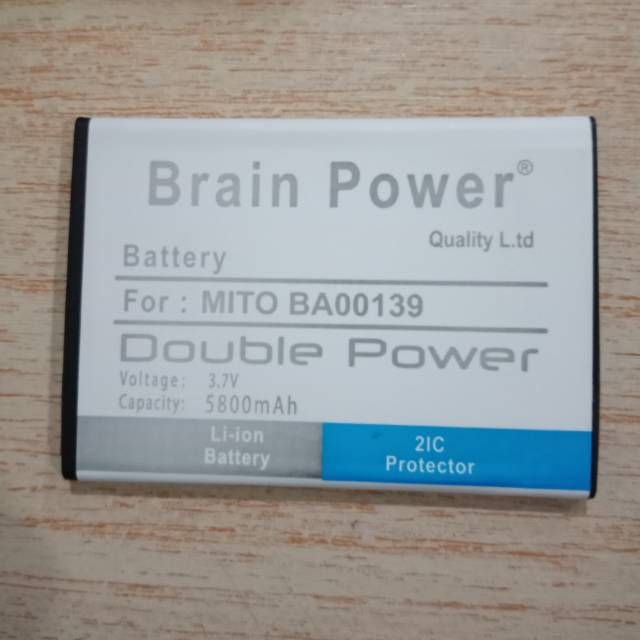 Brain Power®
Quality L.td
Battery
For : MITO BA00139
Double Power
Voltage: 3.7V
Capacity: 5800mAh
Li-ion
Battery
2IC
Protector